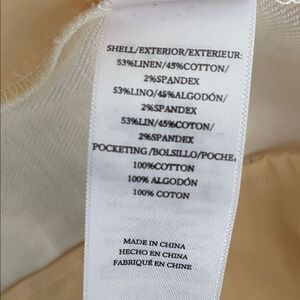 SHELL/EXTERIOR/EXTERIEUR:
53%LINEN/45%COTTON/
2%SPANDEX
53%LINO/45%ALGODÓN/
2%SPANDEX
53%LIN/45%COTON/
2%SPANDEX
POCKETING/BOLSILLO/POCHE:
100%COTTON
100% ALGODÓN
100% COTON
MADE IN CHINA
HECHO EN CHINA
FABRIQUÉ EN CHINE